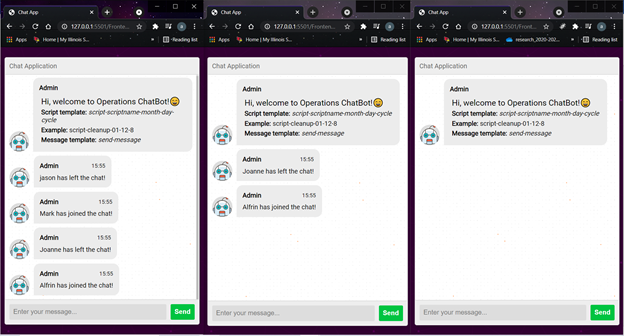 Chat App
127.0.0.1:5501/Fronten...
Apps
Home | My Illinois S...
»
Reading list
Chat Application
Admin
Hi, welcome to Operations ChatBot!😄
Script template: script-scriptname-month-day-
cycle
Example: script-cleanup-01-12-8
Message template: send-message
Admin 15:55
jason has left the chat!
Admin 15:55
Mark has joined the chat!
Admin 15:55
Joanne has left the chat!
Admin 15:55
Alfrin has joined the chat!
Enter your message...
Send
Chat App
127.0.0.1:5501/Fronten...
Apps
Home | My Illinois S...
»
Reading list
Chat Application
Admin
Hi, welcome to Operations ChatBot!😄
Script template: script-scriptname-month-day-cycle
Example: script-cleanup-01-12-8
Message template: send-message
Admin 15:55
Joanne has left the chat!
Admin 15:55
Alfrin has joined the chat!
Enter your message...
Send
Chat App
127.0.0.1:5501/Fronten...
Apps
Home | My Illinois S...
research_2020-202...
»
Reading list
Chat Application
Admin
Hi, welcome to Operations ChatBot!😄
Script template: script-scriptname-month-day-cycle
Example: script-cleanup-01-12-8
Message template: send-message
Enter your message...
Send